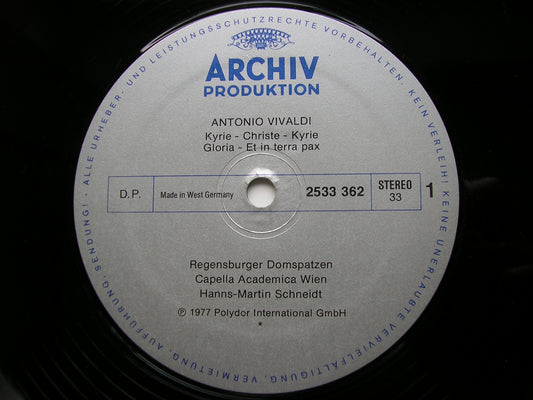 ALLE URHEBER- UND LEISTUNGSSCHUTZRECHTE VORBEHALTEN · KEIN VERLEIH! KEINE UNERLAUBTE VERVIELFÄLTIGUNG, VERMIETUNG, AUFFÜHRUNG, SENDUNG! ·
ARCHIV
PRODUKTION
ANTONIO VIVALDI
Kyrie - Christe - Kyrie
Gloria - Et in terra pax
D.P. Made in West Germany 2533 362 STEREO 33 1
Regensburger Domspatzen
Capella Academica Wien
Hanns-Martin Schneidt
℗ 1977 Polydor International GmbH
*